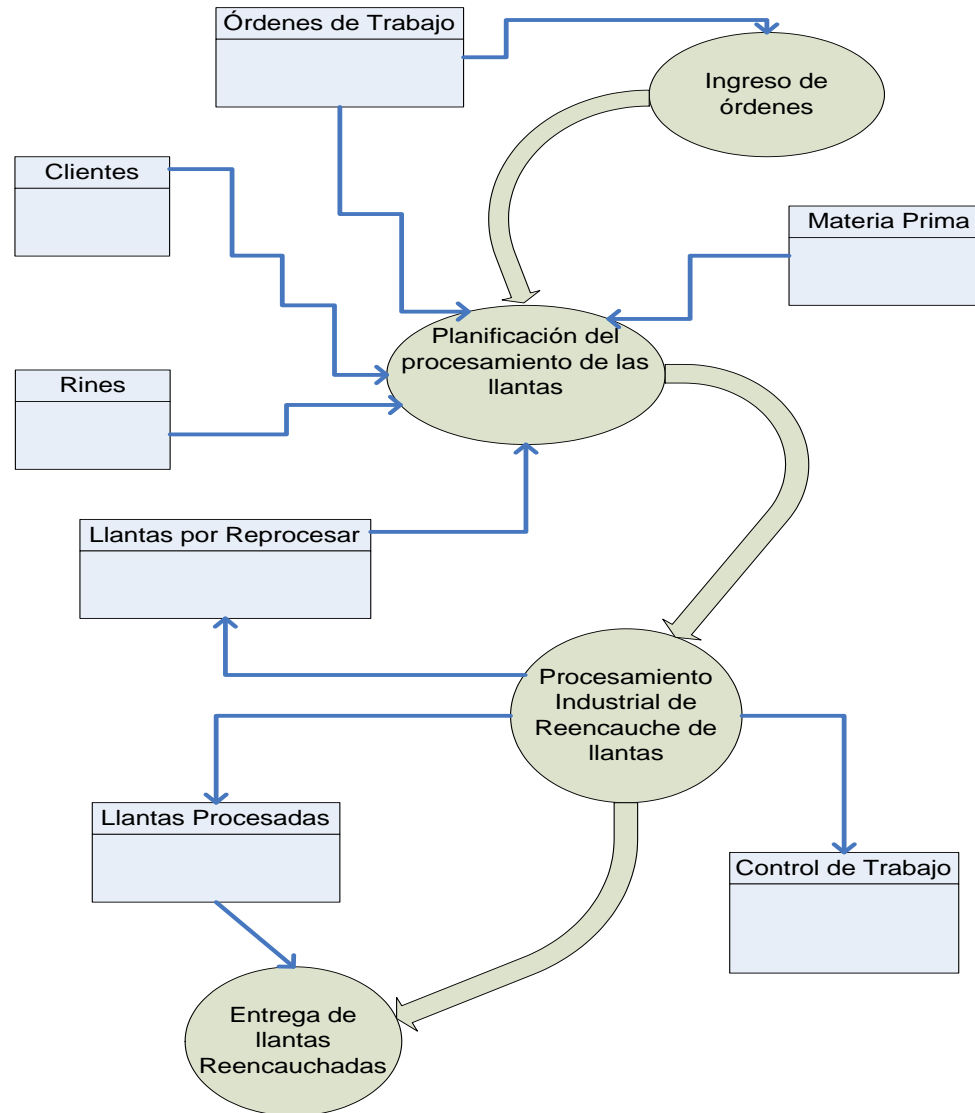 Órdenes de Trabajo
Ingreso de
órdenes
Clientes
Materia Prima
Planificación del
procesamiento de las
llantas
Rines
Llantas por Reprocesar
Procesamiento
Industrial de
Reencauche de
llantas
Llantas Procesadas
Control de Trabajo
Entrega de
llantas
Reencauchadas